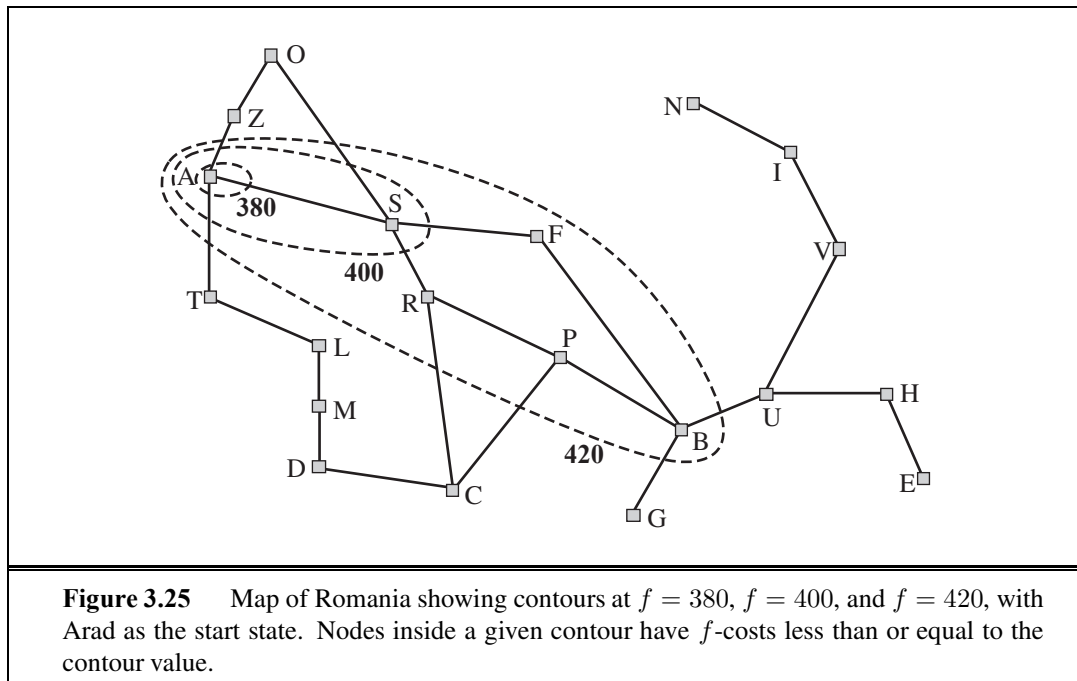 O
N
Z
I
A
380
S
F
V
400
T
R
P
L
H
M
U
B
420
D
E
C
G
Figure 3.25 Map of Romania showing contours at f = 380, f = 400, and f = 420, with
Arad as the start state. Nodes inside a given contour have f-costs less than or equal to the
contour value.